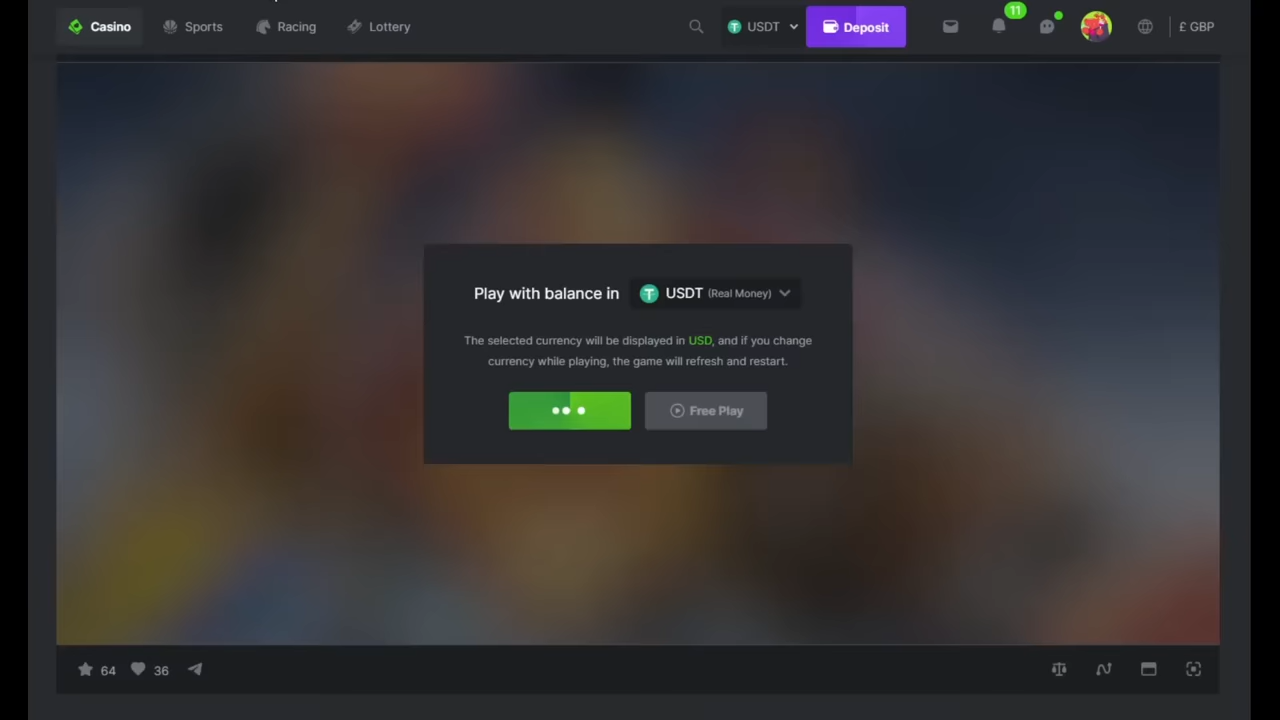 Casino
Sports
Racing
Lottery
USDT
Deposit
11
£ GBP
Play with balance in
USDT (Real Money)
The selected currency will be displayed in USD, and if you change
currency while playing, the game will refresh and restart.
Free Play
64
36